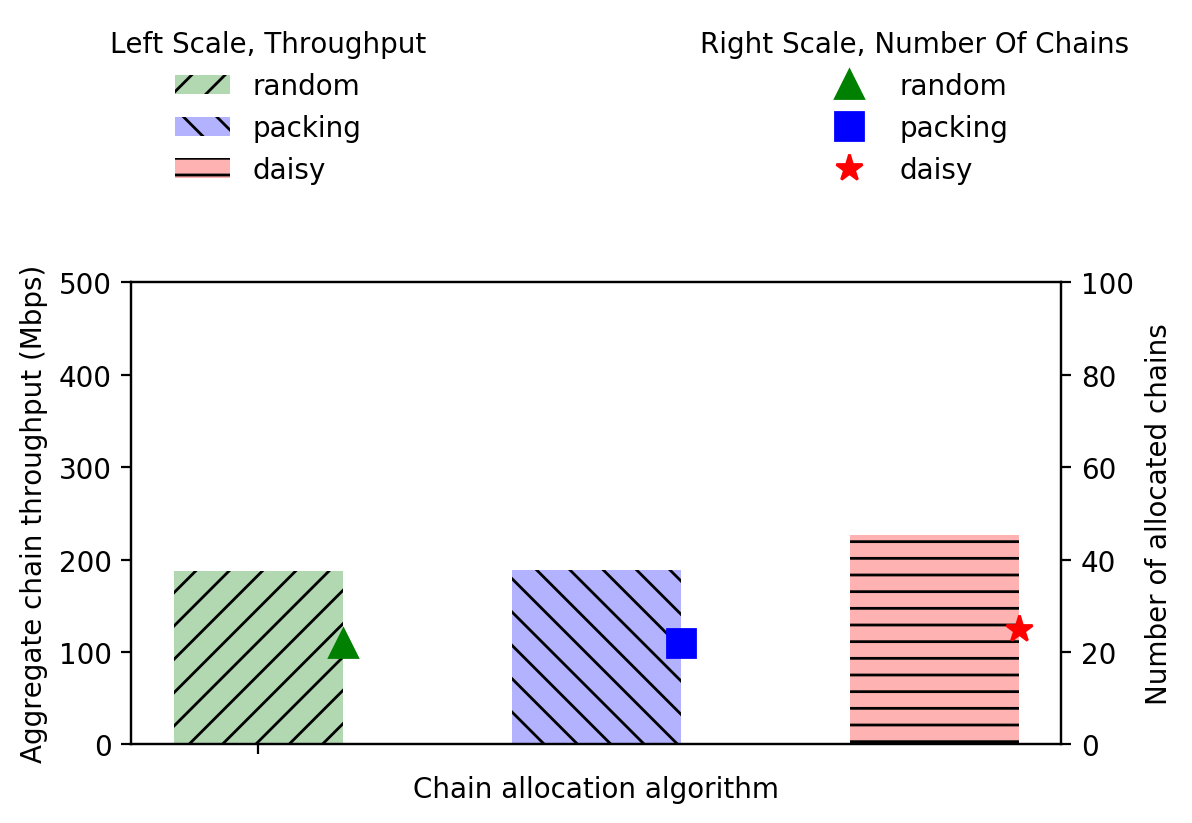 Left Scale, Throughput
random
packing
daisy
Right Scale, Number Of Chains
random
packing
daisy
Aggregate chain throughput (Mbps)
500
400
300
200
100
0
100
80
60
40
20
0
Number of allocated chains
Chain allocation algorithm